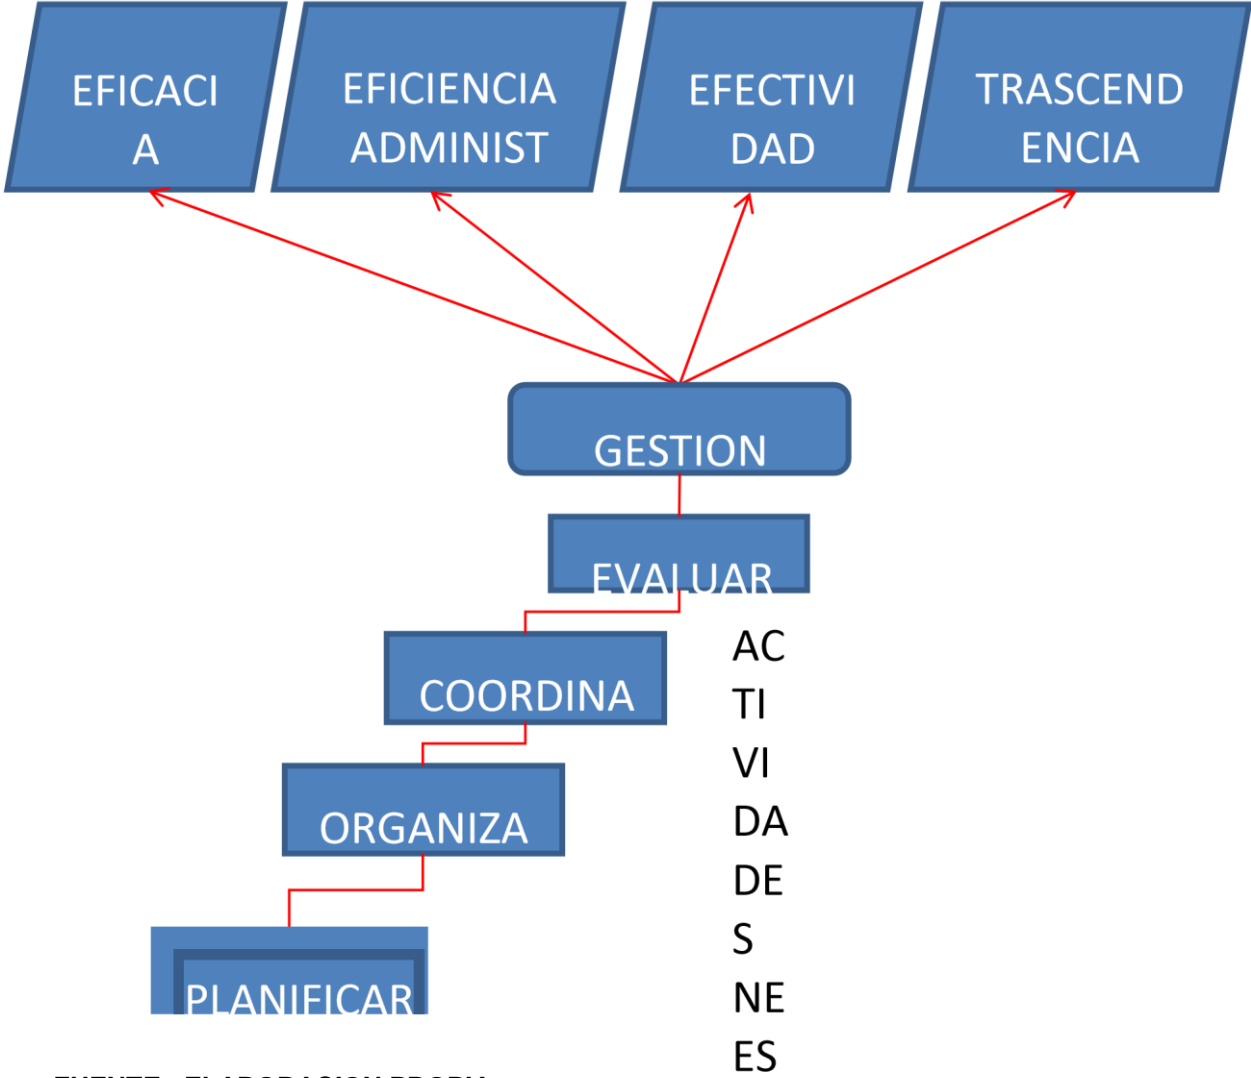 EFICACI
A
EFICIENCIA
ADMINIST
EFECTIVI
DAD
TRASCEND
ENCIA
GESTION
EVALUAR
COORDINA
ORGANIZA
PLANIFICAR
AC
TI
VI
DA
DE
S
NE
ES